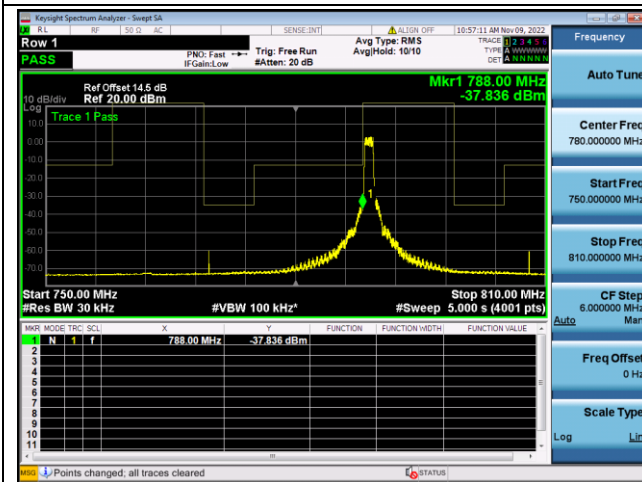 Keysight Spectrum Analyzer - Swept SA
RL RF 50 Ω AC SENSE:INT ALIGN OFF 10:57:11 AM Nov 09, 2022
Row 1
PASS
PNO: Fast
IFGain:Low
Trig: Free Run
#Atten: 20 dB
Avg Type: RMS
Avg|Hold: 10/10
TRACE 1 2 3 4 5 6
TYPE A WWWWW
DET A NNNNN
Ref Offset 14.5 dB
10 dB/div Ref 20.00 dBm
Log
Mkr1 788.00 MHz
-37.836 dBm
Trace 1 Pass
10.0
0.00
-10.0
-20.0
-30.0
-40.0
-50.0
-60.0
-70.0
1
Start 750.00 MHz Stop 810.00 MHz
#Res BW 30 kHz #VBW 100 kHz* #Sweep 5.000 s (4001 pts)
MKR MODE TRC SCL X Y FUNCTION FUNCTION WIDTH FUNCTION VALUE
1 N 1 f 788.00 MHz -37.836 dBm
2
3
4
5
6
7
8
9
10
11
MSG Points changed; all traces cleared STATUS
Frequency
Auto Tune
Center Freq
780.000000 MHz
Start Freq
750.000000 MHz
Stop Freq
810.000000 MHz
CF Step
6.000000 MHz
Auto Man
Freq Offset
0 Hz
Scale Type
Log Lin